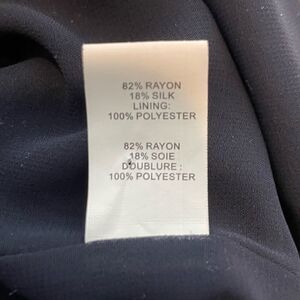 82% RAYON
18% SILK
LINING:
100% POLYESTER
82% RAYON
18% SOIE
DOUBLURE :
100% POLYESTER